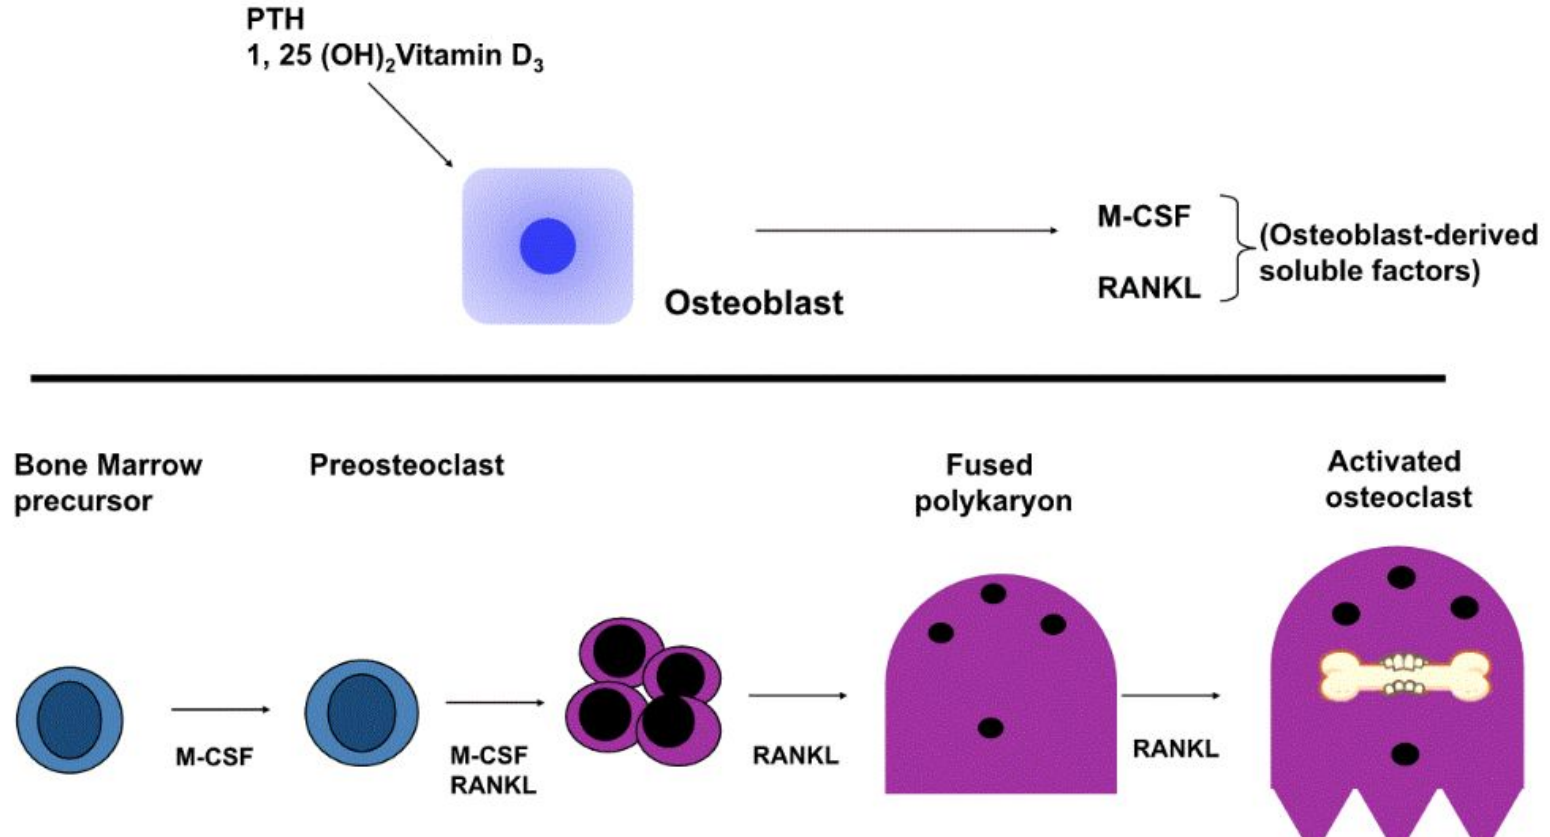 PTH
1, 25 (OH)₂Vitamin D₃
M-CSF
RANKL
(Osteoblast-derived
soluble factors)
Osteoblast
Bone Marrow
precursor
Preosteoclast
Fused
polykaryon
Activated
osteoclast
M-CSF
M-CSF
RANKL
RANKL
RANKL